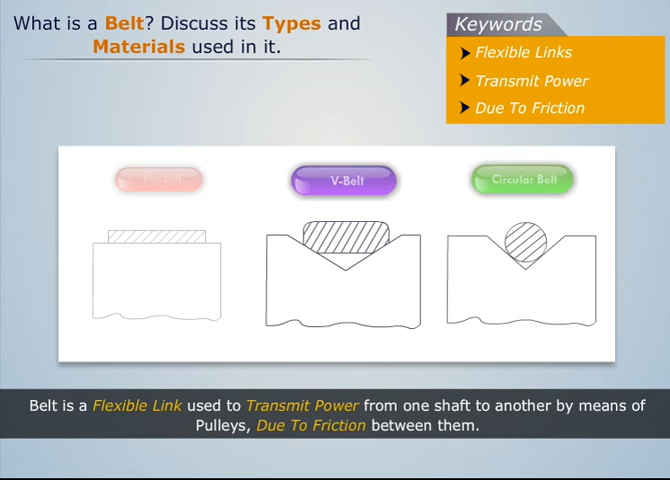 What is a Belt? Discuss its Types and
Materials used in it.
Keywords
Flexible Links
Transmit Power
Due To Friction
Flat Belt
V-Belt
Circular Belt
Belt is a Flexible Link used to Transmit Power from one shaft to another by means of
Pulleys, Due To Friction between them.